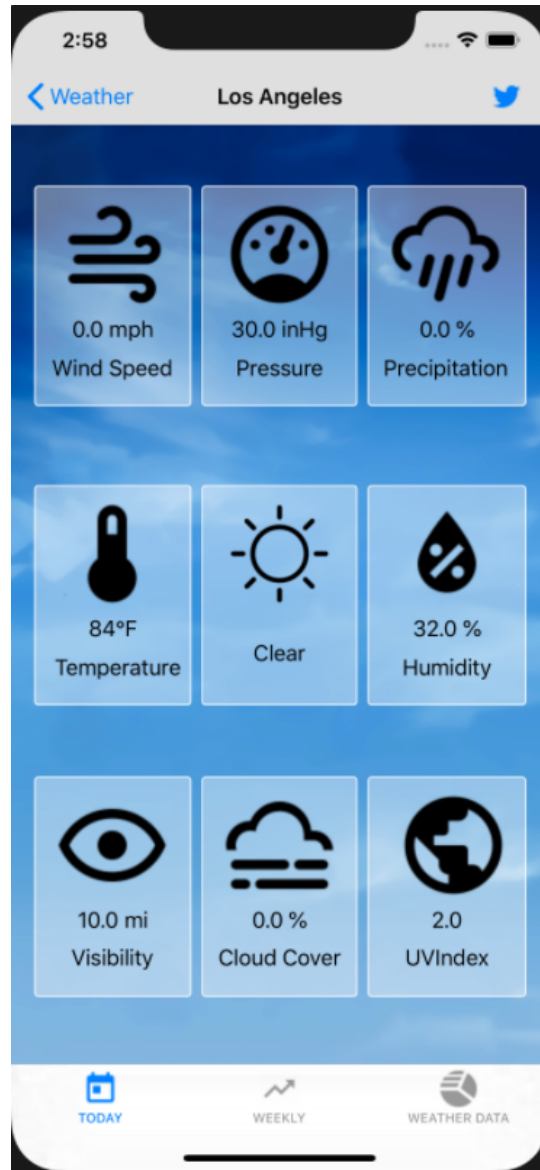 2:58
Weather
Los Angeles
0.0 mph
Wind Speed
30.0 inHg
Pressure
0.0 %
Precipitation
84°F
Temperature
Clear
32.0 %
Humidity
10.0 mi
Visibility
0.0 %
Cloud Cover
2.0
UVIndex
TODAY
WEEKLY
WEATHER DATA